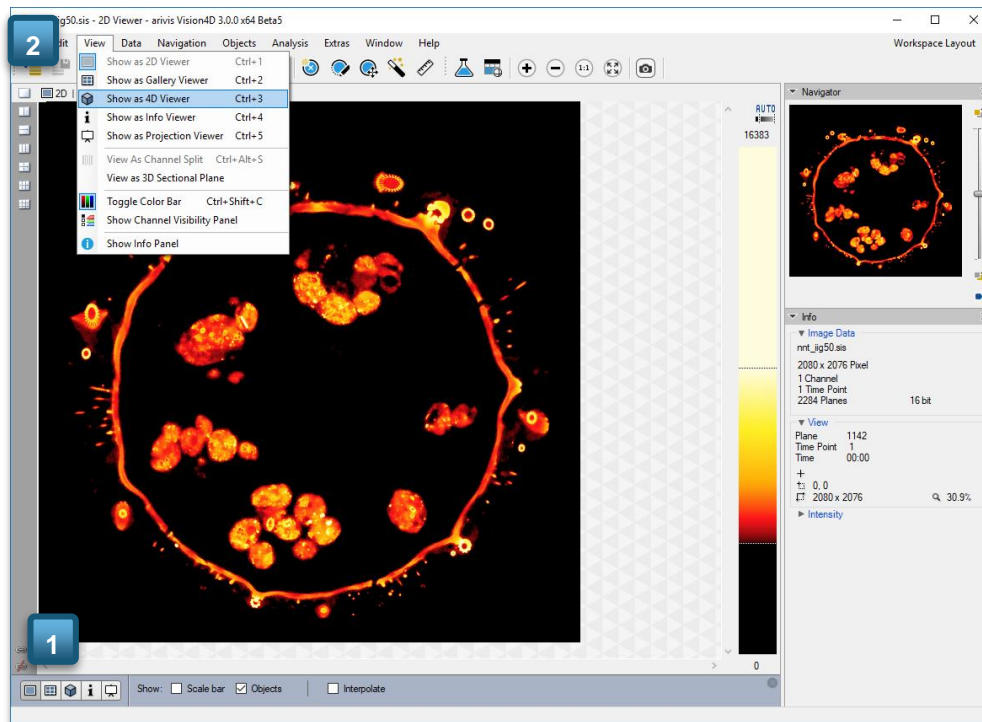 2
ig50.sis - 2D Viewer - arivis Vision4D 3.0.0 x64 Beta5
dit View Data Navigation Objects Analysis Extras Window Help
Workspace Layout
Show as 2D Viewer Ctrl+1
Show as Gallery Viewer Ctrl+2
Show as 4D Viewer Ctrl+3
Show as Info Viewer Ctrl+4
Show as Projection Viewer Ctrl+5
View As Channel Split Ctrl+Alt+S
View as 3D Sectional Plane
Toggle Color Bar Ctrl+Shift+C
Show Channel Visibility Panel
Show Info Panel
1:1
2D
AUTO
16383
0
Navigator
Info
Image Data
nnt_iig50.sis
2080 x 2076 Pixel
1 Channel
1 Time Point
2284 Planes 16 bit
View
Plane 1142
Time Point 1
Time 00:00
0, 0
2080 x 2076 30.9%
Intensity
1
Show: Scale bar Objects Interpolate